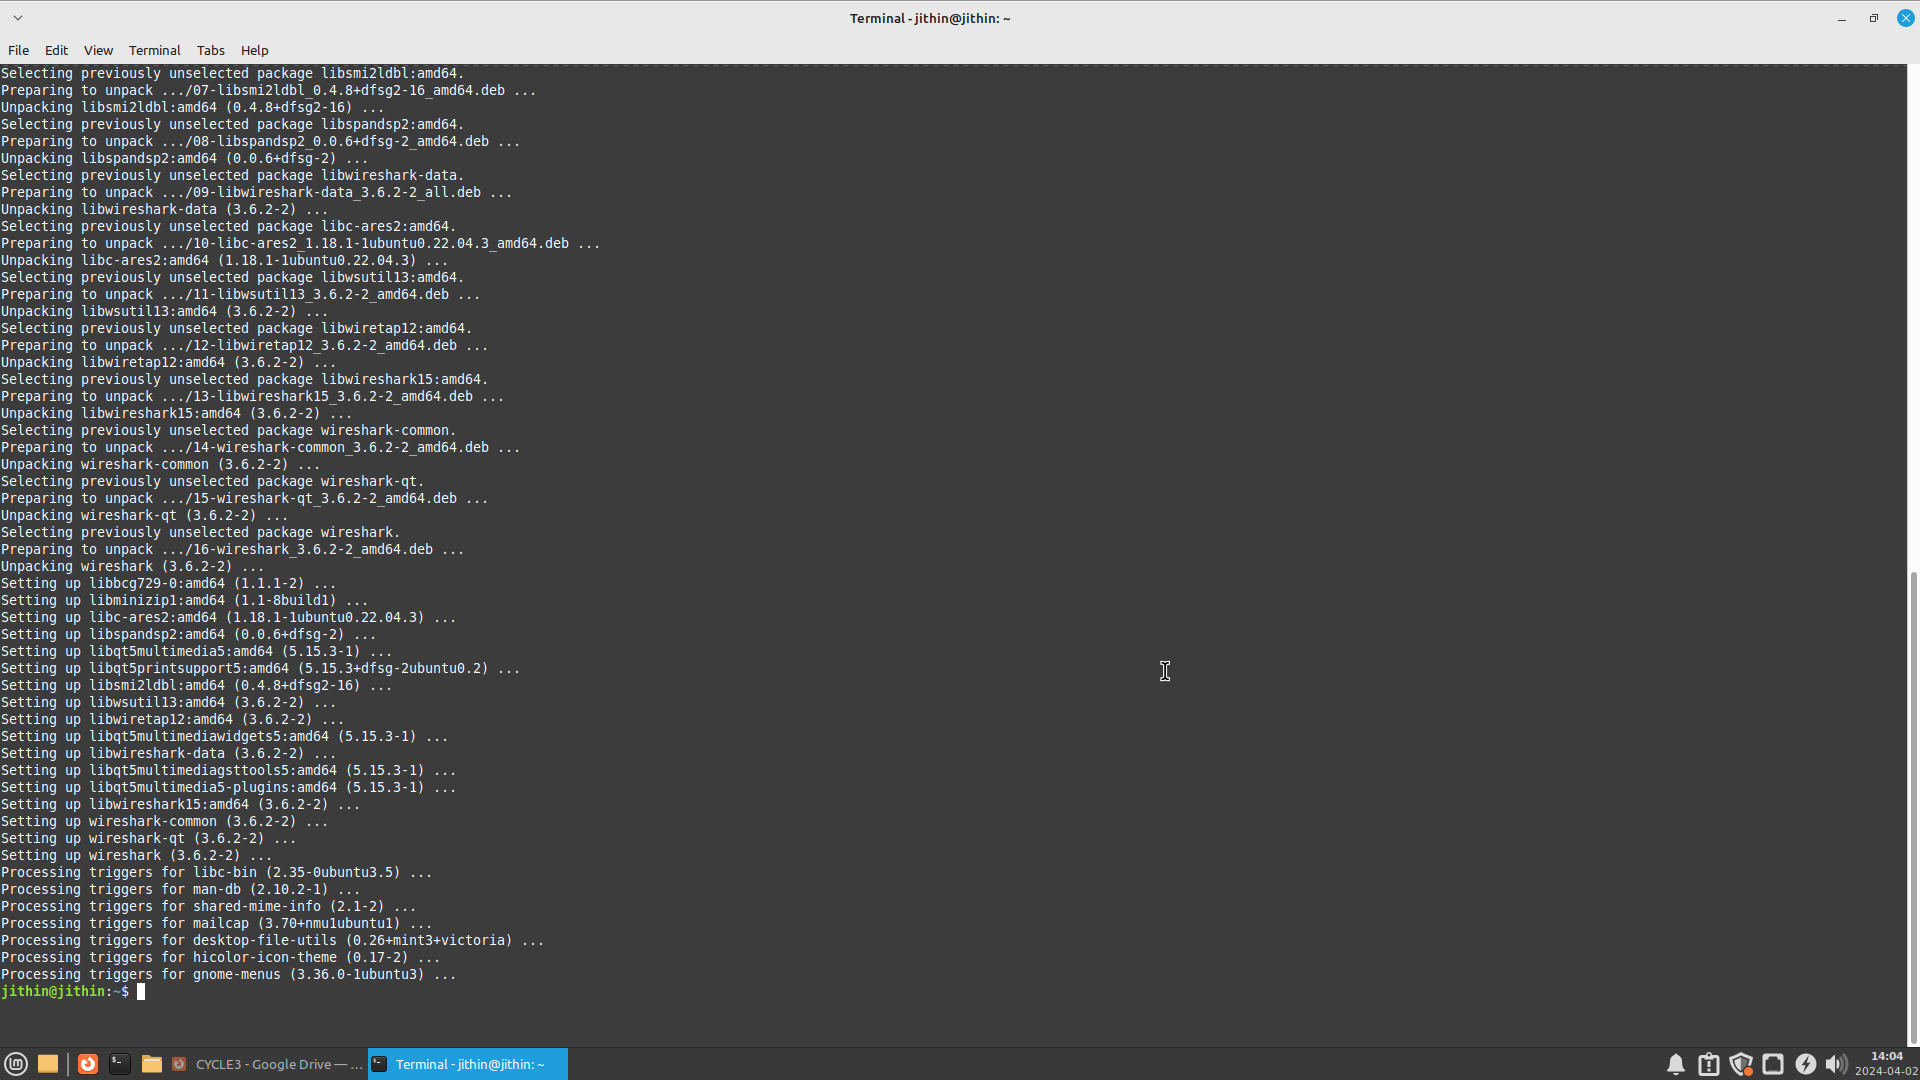 Terminal - jithin@jithin: ~
File Edit View Terminal Tabs Help
Selecting previously unselected package libsmi2ldbl:amd64.
Preparing to unpack .../07-libsmi2ldbl_0.4.8+dfsg2-16_amd64.deb ...
Unpacking libsmi2ldbl:amd64 (0.4.8+dfsg2-16) ...
Selecting previously unselected package libspandsp2:amd64.
Preparing to unpack .../08-libspandsp2_0.0.6+dfsg-2_amd64.deb ...
Unpacking libspandsp2:amd64 (0.0.6+dfsg-2) ...
Selecting previously unselected package libwireshark-data.
Preparing to unpack .../09-libwireshark-data_3.6.2-2_all.deb ...
Unpacking libwireshark-data (3.6.2-2) ...
Selecting previously unselected package libc-ares2:amd64.
Preparing to unpack .../10-libc-ares2_1.18.1-1ubuntu0.22.04.3_amd64.deb ...
Unpacking libc-ares2:amd64 (1.18.1-1ubuntu0.22.04.3) ...
Selecting previously unselected package libwsutil13:amd64.
Preparing to unpack .../11-libwsutil13_3.6.2-2_amd64.deb ...
Unpacking libwsutil13:amd64 (3.6.2-2) ...
Selecting previously unselected package libwiretap12:amd64.
Preparing to unpack .../12-libwiretap12_3.6.2-2_amd64.deb ...
Unpacking libwiretap12:amd64 (3.6.2-2) ...
Selecting previously unselected package libwireshark15:amd64.
Preparing to unpack .../13-libwireshark15_3.6.2-2_amd64.deb ...
Unpacking libwireshark15:amd64 (3.6.2-2) ...
Selecting previously unselected package wireshark-common.
Preparing to unpack .../14-wireshark-common_3.6.2-2_amd64.deb ...
Unpacking wireshark-common (3.6.2-2) ...
Selecting previously unselected package wireshark-qt.
Preparing to unpack .../15-wireshark-qt_3.6.2-2_amd64.deb ...
Unpacking wireshark-qt (3.6.2-2) ...
Selecting previously unselected package wireshark.
Preparing to unpack .../16-wireshark_3.6.2-2_amd64.deb ...
Unpacking wireshark (3.6.2-2) ...
Setting up libbcg729-0:amd64 (1.1.1-2) ...
Setting up libminizip1:amd64 (1.1-8build1) ...
Setting up libc-ares2:amd64 (1.18.1-1ubuntu0.22.04.3) ...
Setting up libspandsp2:amd64 (0.0.6+dfsg-2) ...
Setting up libqt5multimedia5:amd64 (5.15.3-1) ...
Setting up libqt5printsupport5:amd64 (5.15.3+dfsg-2ubuntu0.2) ...
Setting up libsmi2ldbl:amd64 (0.4.8+dfsg2-16) ...
Setting up libwsutil13:amd64 (3.6.2-2) ...
Setting up libwiretap12:amd64 (3.6.2-2) ...
Setting up libqt5multimediawidgets5:amd64 (5.15.3-1) ...
Setting up libwireshark-data (3.6.2-2) ...
Setting up libqt5multimediagsttools5:amd64 (5.15.3-1) ...
Setting up libqt5multimedia5-plugins:amd64 (5.15.3-1) ...
Setting up libwireshark15:amd64 (3.6.2-2) ...
Setting up wireshark-common (3.6.2-2) ...
Setting up wireshark-qt (3.6.2-2) ...
Setting up wireshark (3.6.2-2) ...
Processing triggers for libc-bin (2.35-0ubuntu3.5) ...
Processing triggers for man-db (2.10.2-1) ...
Processing triggers for shared-mime-info (2.1-2) ...
Processing triggers for mailcap (3.70+nmu1ubuntu1) ...
Processing triggers for desktop-file-utils (0.26+mint3+victoria) ...
Processing triggers for hicolor-icon-theme (0.17-2) ...
Processing triggers for gnome-menus (3.36.0-1ubuntu3) ...
jithin@jithin:~$
CYCLE3 - Google Drive — ... Terminal - jithin@jithin: ~ 14:04
2024-04-02